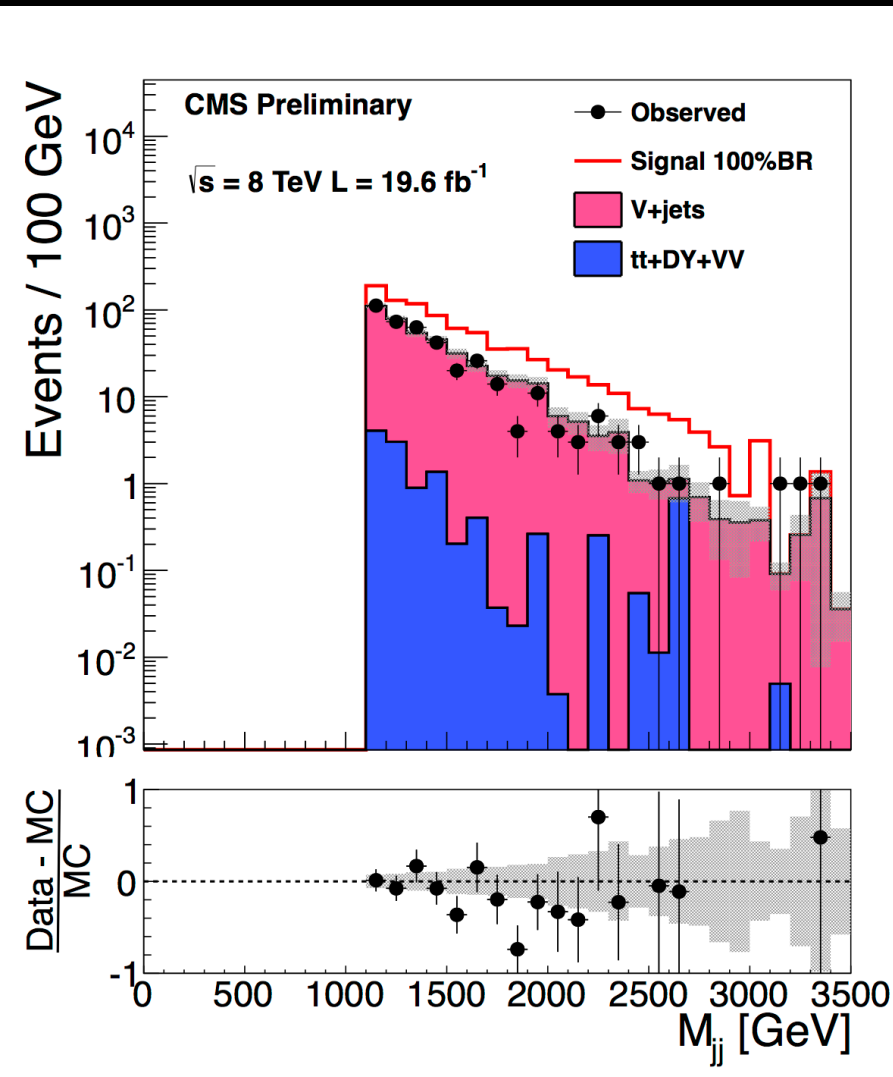 CMS Preliminary
√s = 8 TeV L = 19.6 fb⁻¹
Observed
Signal 100%BR
V+jets
tt+DY+VV
Events / 100 GeV
10⁴
10³
10²
10
1
10⁻¹
10⁻²
10⁻³
Data - MC
MC
1
0
-1
0 500 1000 1500 2000 2500 3000 3500
Mjj [GeV]